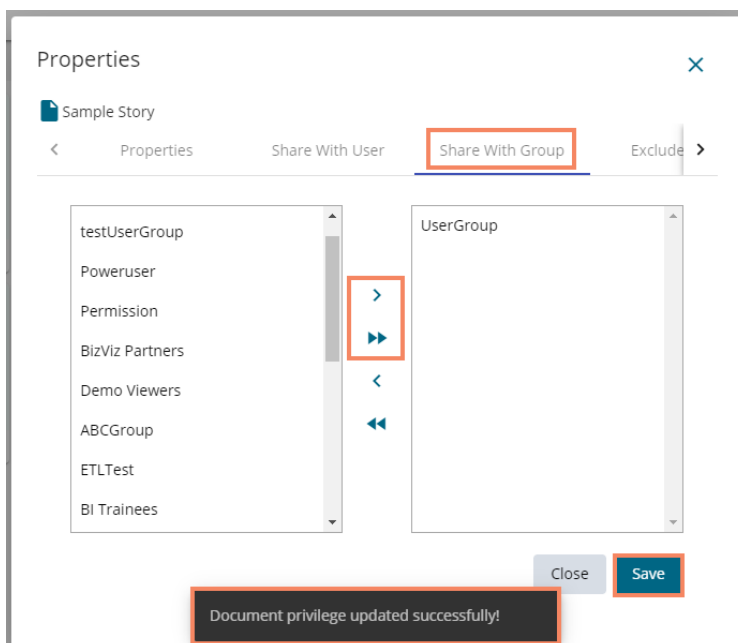 Properties
Sample Story
Properties Share With User Share With Group Exclude
testUserGroup
Poweruser
Permission
BizViz Partners
Demo Viewers
ABCGroup
ETLTest
BI Trainees
UserGroup
Close Save
Document privilege updated successfully!